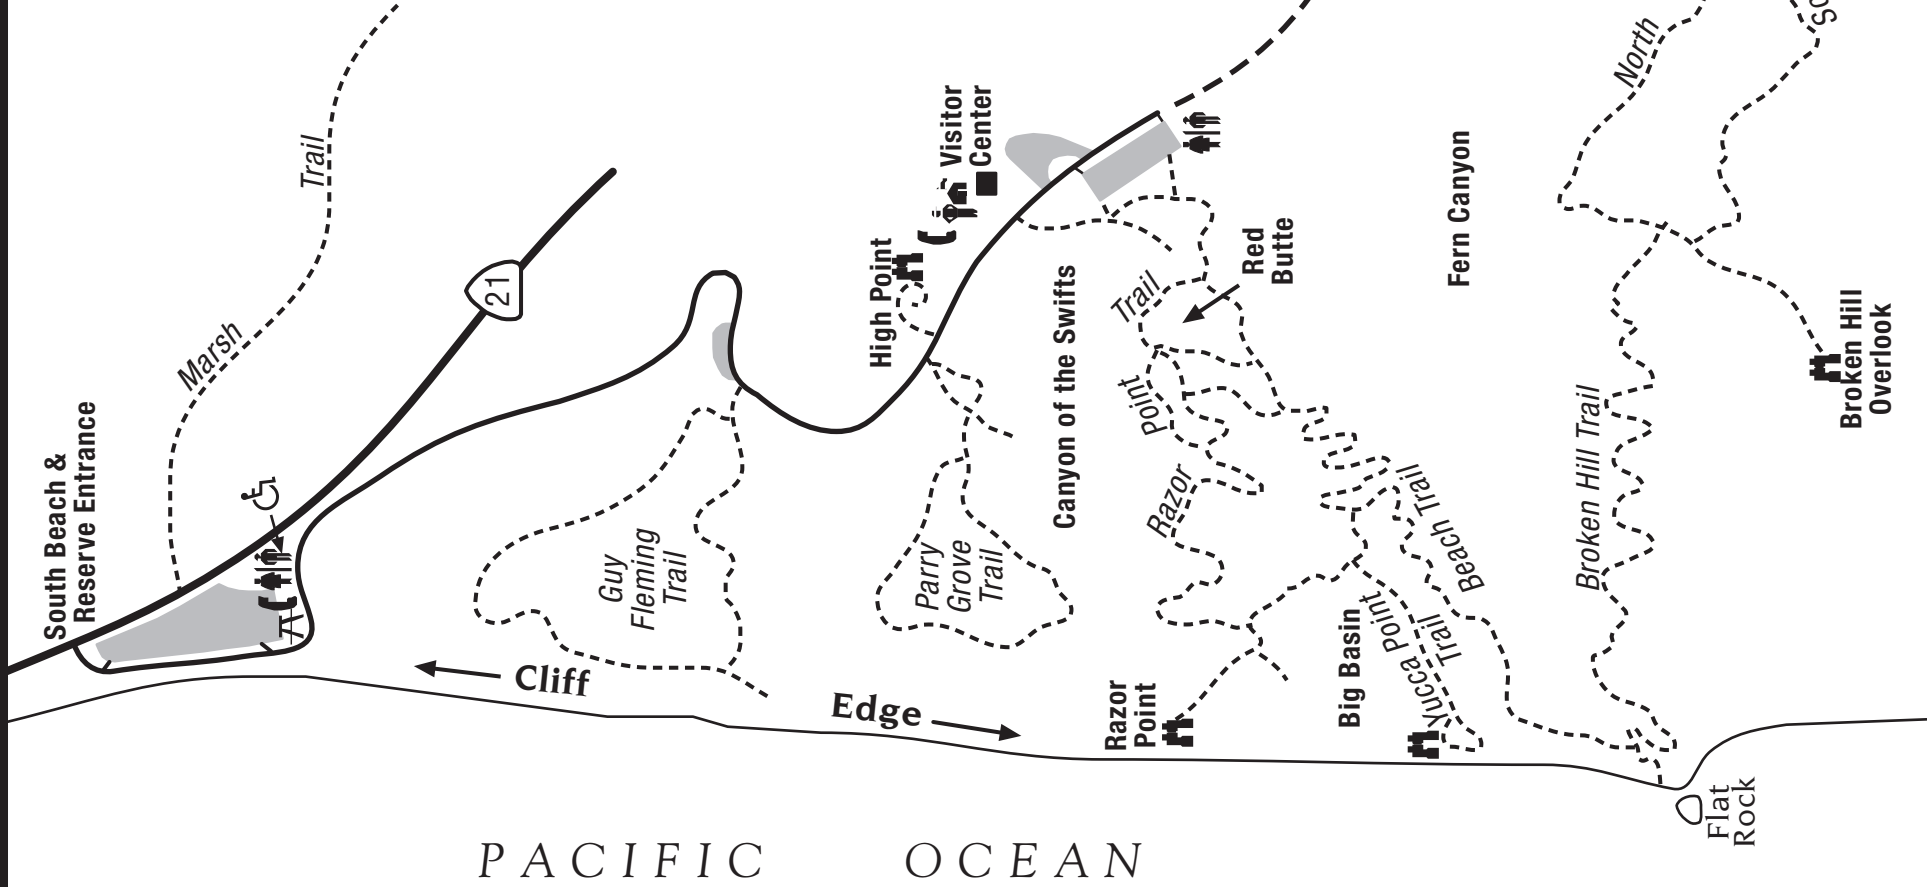 Marsh
Trail
21
South Beach &
Reserve Entrance
High Point
Visitor
Center
North
Fern Canyon
Red
Butte
Canyon of the Swifts
Broken Hill
Overlook
Guy
Fleming
Trail
Parry
Grove
Trail
Razor
Point
Trail
Beach Trail
Broken Hill Trail
Big Basin
Yucca Point
Trail
Razor
Point
Cliff
Edge
Flat
Rock
PACIFIC OCEAN